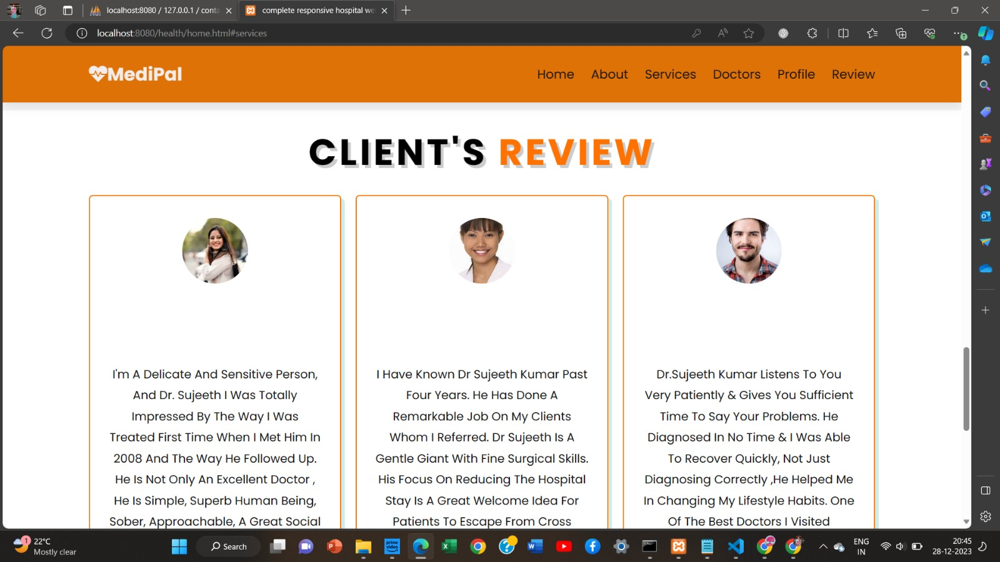 localhost:8080 / 127.0.0.1 / conta
complete responsive hospital we
localhost:8080/health/home.html#services
MediPal
Home About Services Doctors Profile Review
CLIENT'S REVIEW
I'm A Delicate And Sensitive Person,
And Dr. Sujeeth I Was Totally
Impressed By The Way I Was
Treated First Time When I Met Him In
2008 And The Way He Followed Up.
He Is Not Only An Excellent Doctor ,
He Is Simple, Superb Human Being,
Sober, Approachable, A Great Social
I Have Known Dr Sujeeth Kumar Past
Four Years. He Has Done A
Remarkable Job On My Clients
Whom I Referred. Dr Sujeeth Is A
Gentle Giant With Fine Surgical Skills.
His Focus On Reducing The Hospital
Stay Is A Great Welcome Idea For
Patients To Escape From Cross
Dr.Sujeeth Kumar Listens To You
Very Patiently & Gives You Sufficient
Time To Say Your Problems. He
Diagnosed In No Time & I Was Able
To Recover Quickly, Not Just
Diagnosing Correctly ,He Helped Me
In Changing My Lifestyle Habits. One
Of The Best Doctors I Visited
1
22°C
Mostly clear
Search
prime video
ENG
IN
20:45
28-12-2023